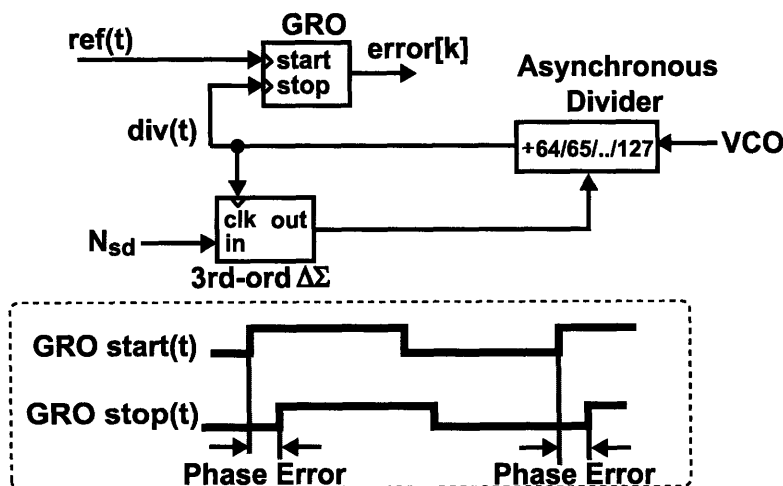 GRO
ref(t)
start
error[k]
stop
Asynchronous
Divider
div(t)
+64/65/../127
VCO
clk out
in
Nsd
3rd-ord ΔΣ
GRO start(t)
GRO stop(t)
Phase Error
Phase Error